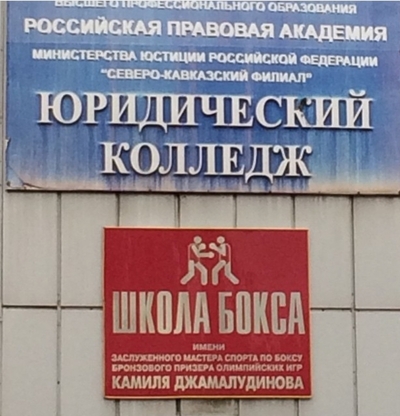 ВЫСШЕГО ПРОФЕССИОНАЛЬНОГО ОБРАЗОВАНИЯ
РОССИЙСКАЯ ПРАВОВАЯ АКАДЕМИЯ
МИНИСТЕРСТВА ЮСТИЦИИ РОССИЙСКОЙ ФЕДЕРАЦИИ
"СЕВЕРО-КАВКАЗСКИЙ ФИЛИАЛ"
ЮРИДИЧЕСКИЙ
КОЛЛЕДЖ
ШКОЛА БОКСА
ИМЕНИ
ЗАСЛУЖЕННОГО МАСТЕРА СПОРТА ПО БОКСУ
БРОНЗОВОГО ПРИЗЕРА ОЛИМПИЙСКИХ ИГР
КАМИЛЯ ДЖАМАЛУДИНОВА